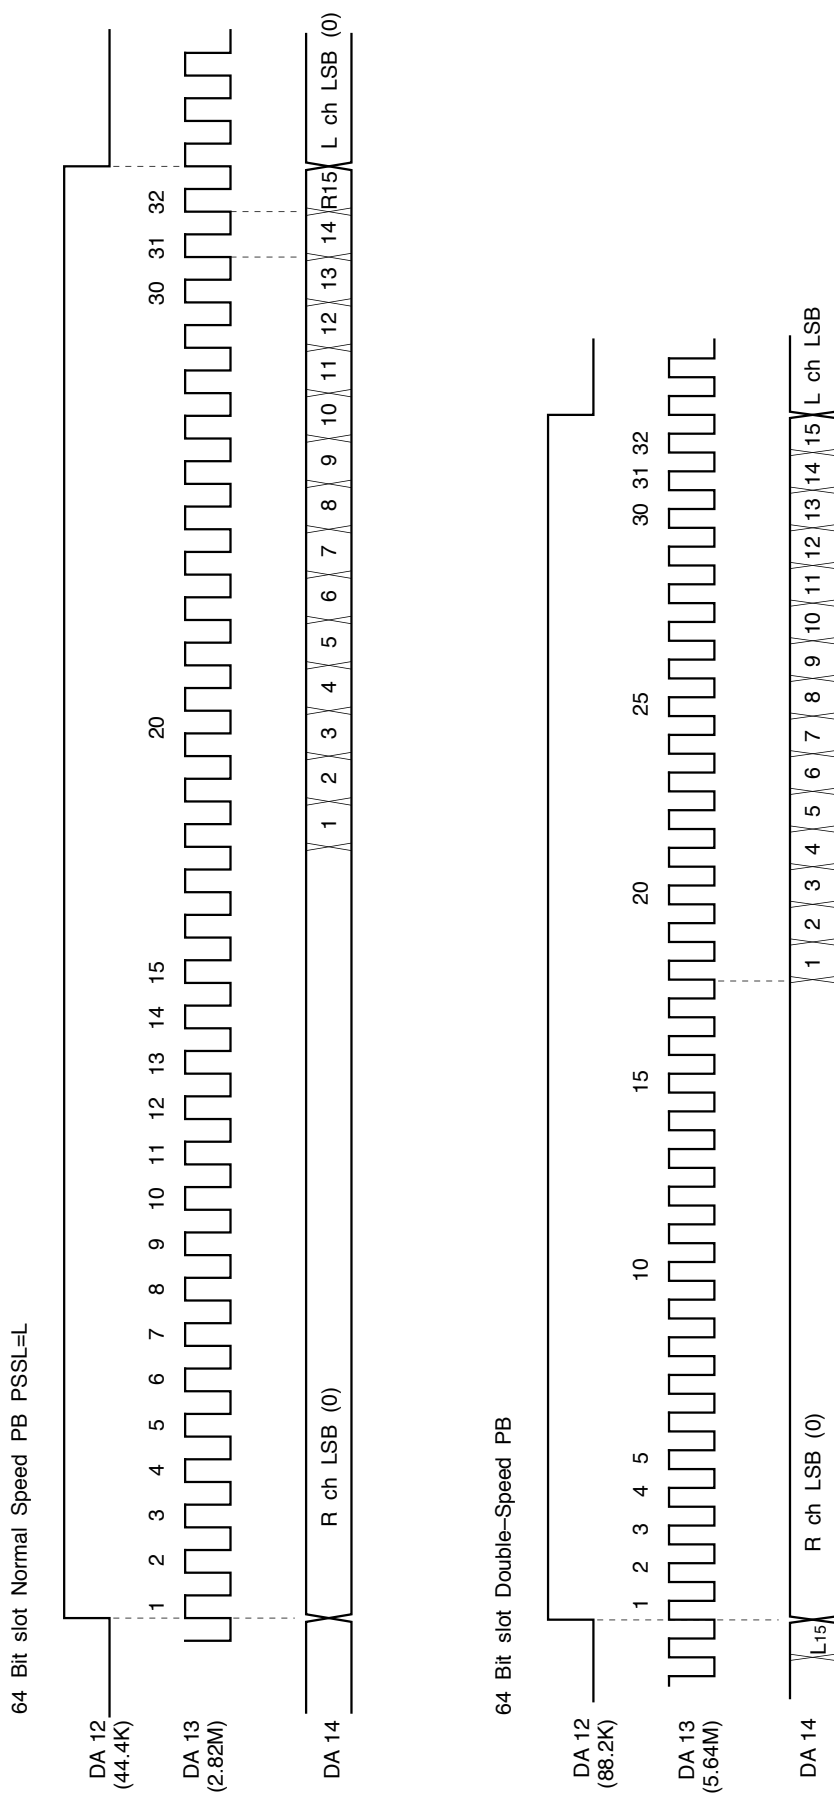 64 Bit slot Normal Speed PB PSSL=L
DA 12
(44.4K)
1 2 3 4 5 6 7 8 9 10 11 12 13 14 15 20 30 31 32
DA 13
(2.82M)
DA 14
R ch LSB (0) 1 2 3 4 5 6 7 8 9 10 11 12 13 14 R15 L ch LSB (0)
64 Bit slot Double–Speed PB
DA 12
(88.2K)
1 2 3 4 5 10 15 20 25 30 31 32
DA 13
(5.64M)
DA 14
L15 R ch LSB (0) 1 2 3 4 5 6 7 8 9 10 11 12 13 14 15 L ch LSB